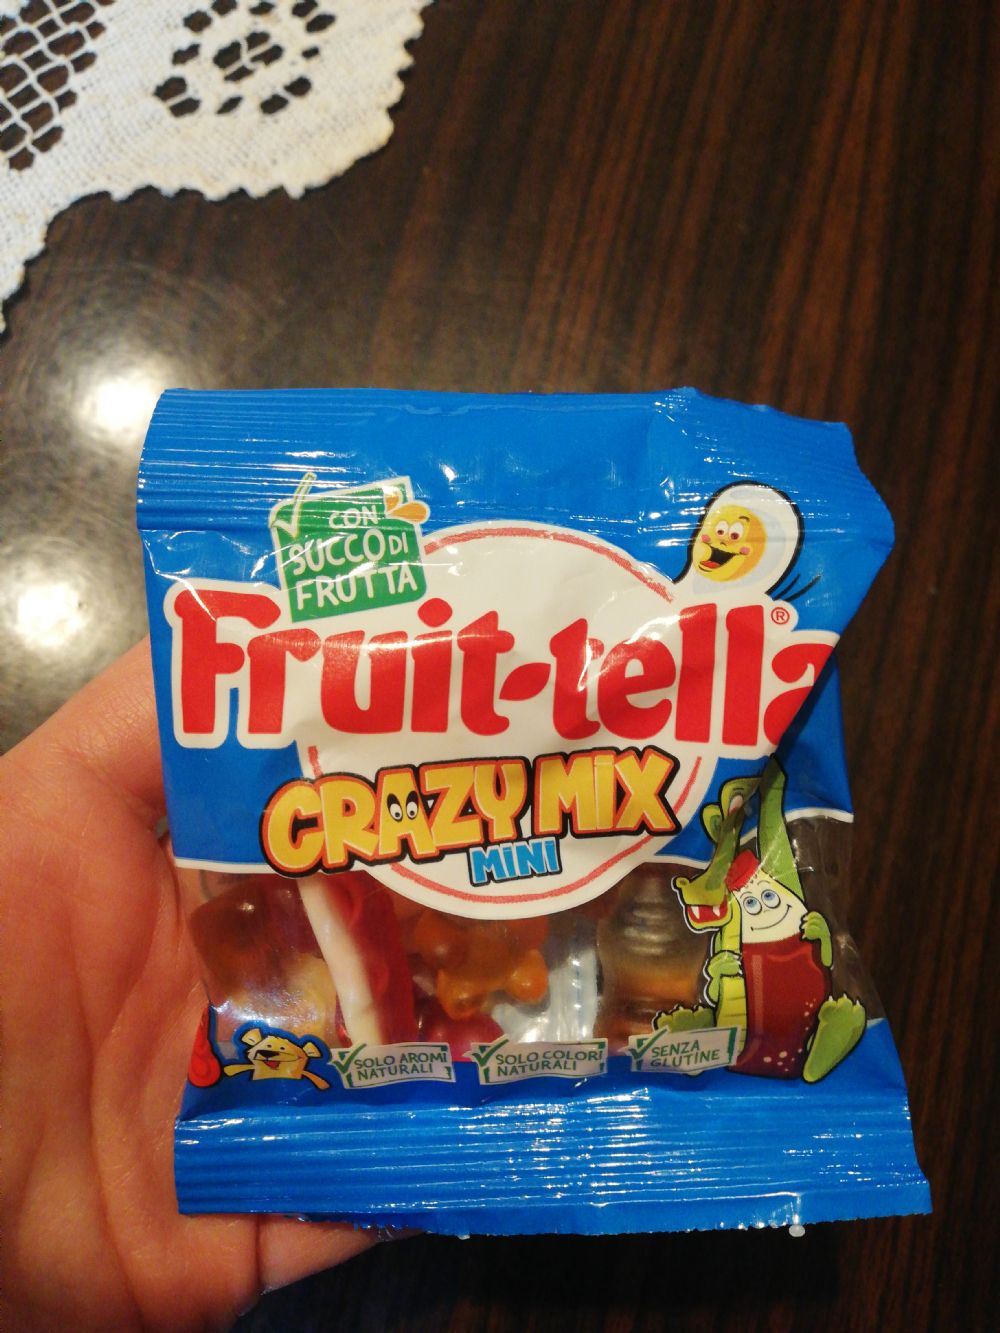 CON
SUCCO DI
FRUTTA
Fruit-tella®
CRAZY MIX
MINI
SOLO AROMI
NATURALI
SOLO COLORI
NATURALI
SENZA
GLUTINE